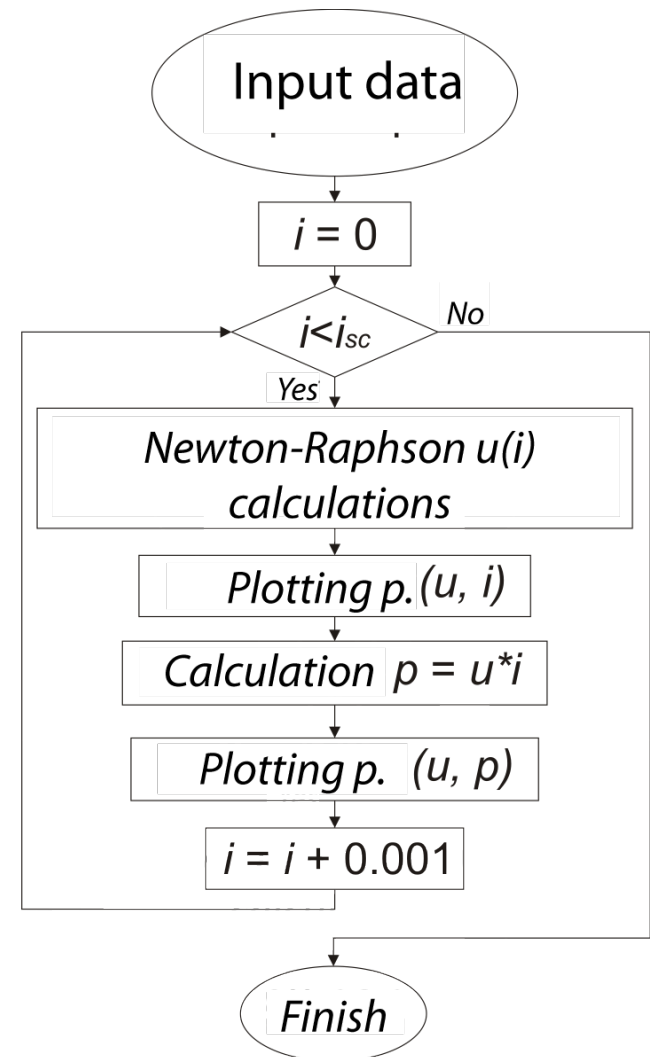 Input data
i = 0
i<isc
No
Yes
Newton-Raphson u(i)
calculations
Plotting p. (u, i)
Calculation p = u*i
Plotting p. (u, p)
i = i + 0.001
Finish